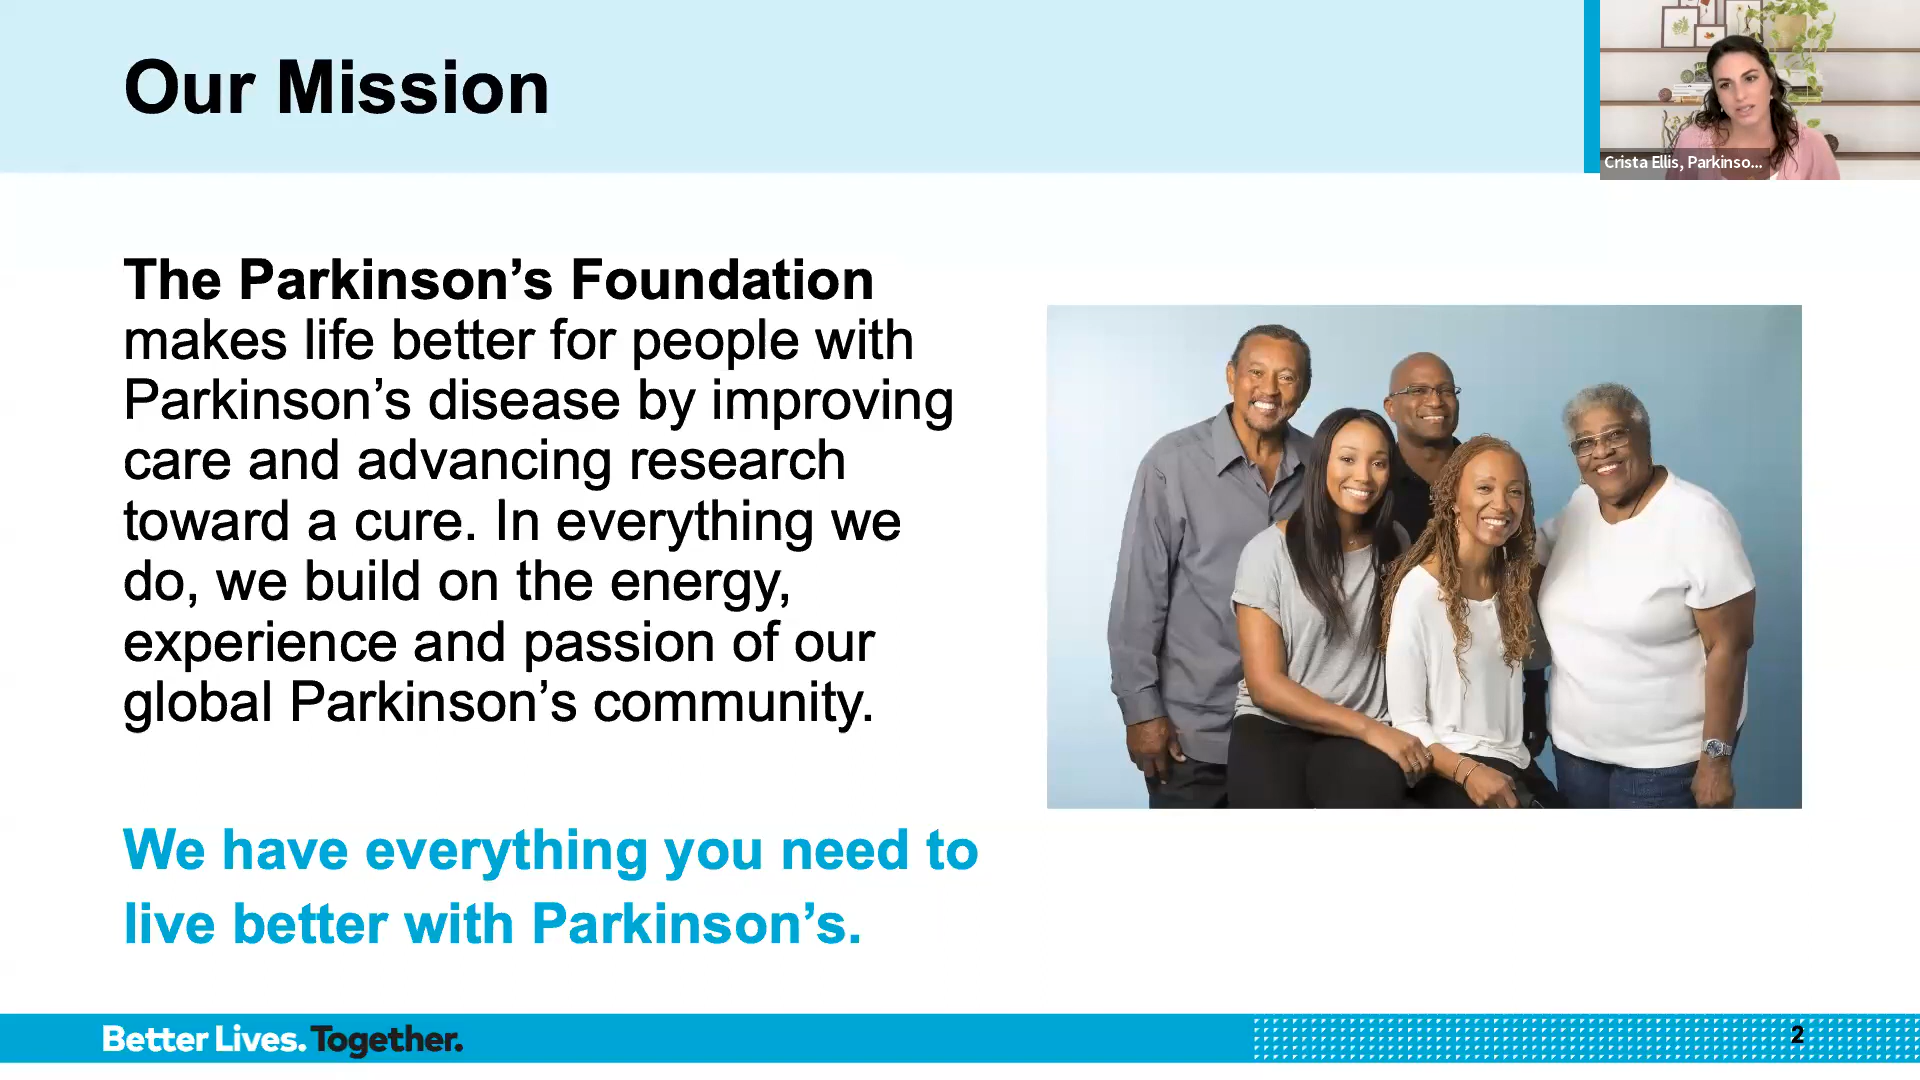 Our Mission
Crista Ellis, Parkinso...
The Parkinson’s Foundation
makes life better for people with
Parkinson’s disease by improving
care and advancing research
toward a cure. In everything we
do, we build on the energy,
experience and passion of our
global Parkinson’s community.
We have everything you need to
live better with Parkinson’s.
Better Lives. Together.
2